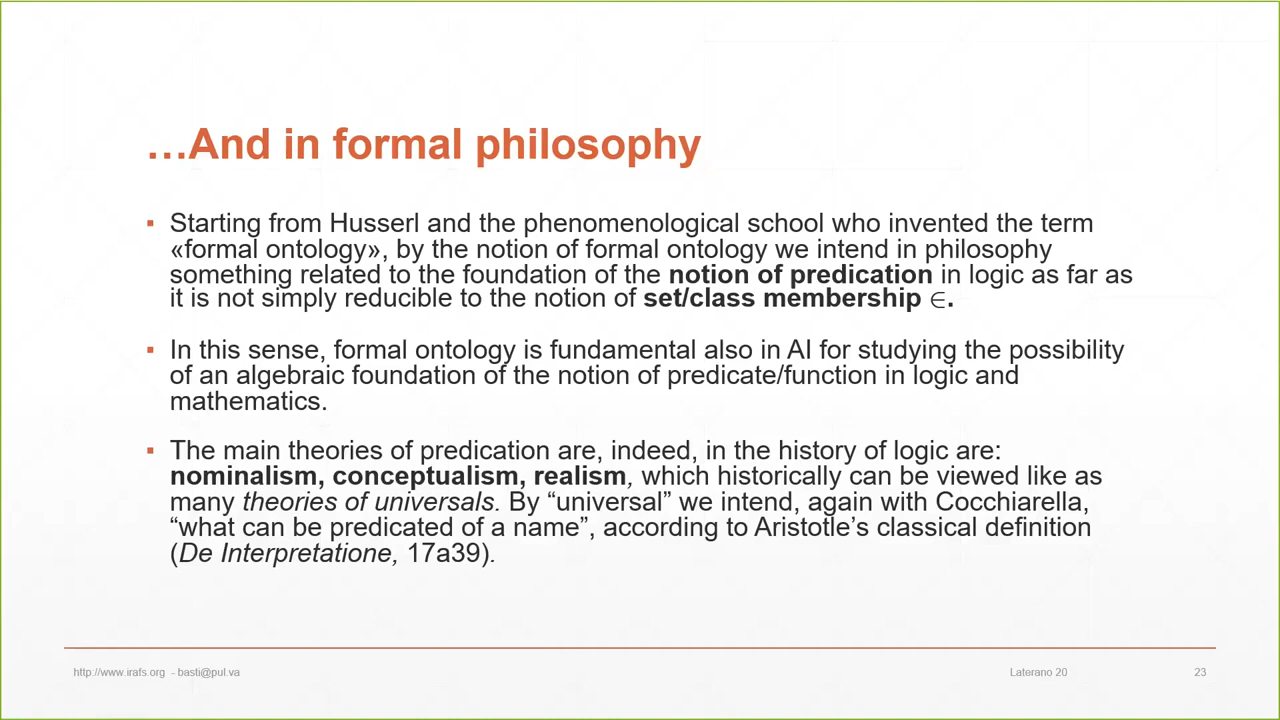 …And in formal philosophy
▪ Starting from Husserl and the phenomenological school who invented the term
«formal ontology», by the notion of formal ontology we intend in philosophy
something related to the foundation of the notion of predication in logic as far as
it is not simply reducible to the notion of set/class membership ∈.
▪ In this sense, formal ontology is fundamental also in AI for studying the possibility
of an algebraic foundation of the notion of predicate/function in logic and
mathematics.
▪ The main theories of predication are, indeed, in the history of logic are:
nominalism, conceptualism, realism, which historically can be viewed like as
many theories of universals. By “universal” we intend, again with Cocchiarella,
“what can be predicated of a name”, according to Aristotle’s classical definition
(De Interpretatione, 17a39).
http://www.irafs.org - basti@pul.va
Laterano 20
23